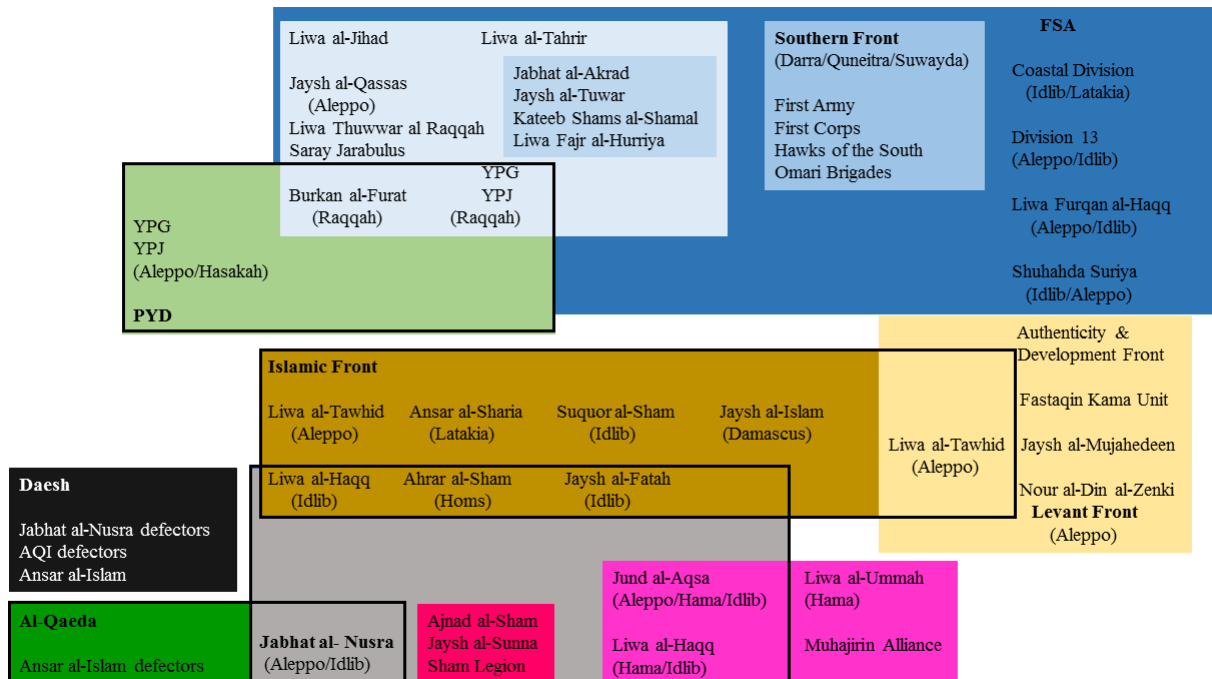 Liwa al-Jihad
Liwa al-Tahrir
Jaysh al-Qassas
(Aleppo)
Liwa Thuwwar al Raqqah
Saray Jarabulus
Jabhat al-Akrad
Jaysh al-Tuwar
Kateeb Shams al-Shamal
Liwa Fajr al-Hurriya
Burkan al-Furat
(Raqqah)
YPG
YPJ
(Raqqah)
Southern Front
(Darra/Quneitra/Suwayda)
First Army
First Corps
Hawks of the South
Omari Brigades
FSA
Coastal Division
(Idlib/Latakia)
Division 13
(Aleppo/Idlib)
Liwa Furqan al-Haqq
(Aleppo/Idlib)
Shuhahda Suriya
(Idlib/Aleppo)
YPG
YPJ
(Aleppo/Hasakah)
PYD
Islamic Front
Liwa al-Tawhid
(Aleppo)
Ansar al-Sharia
(Latakia)
Suquor al-Sham
(Idlib)
Jaysh al-Islam
(Damascus)
Liwa al-Haqq
(Idlib)
Ahrar al-Sham
(Homs)
Jaysh al-Fatah
(Idlib)
Liwa al-Tawhid
(Aleppo)
Authenticity &
Development Front
Fastaqin Kama Unit
Jaysh al-Mujahedeen
Nour al-Din al-Zenki
Levant Front
(Aleppo)
Daesh
Jabhat al-Nusra defectors
AQI defectors
Ansar al-Islam
Al-Qaeda
Ansar al-Islam defectors
Jabhat al- Nusra
(Aleppo/Idlib)
Ajnad al-Sham
Jaysh al-Sunna
Sham Legion
Jund al-Aqsa
(Aleppo/Hama/Idlib)
Liwa al-Haqq
(Hama/Idlib)
Liwa al-Ummah
(Hama)
Muhajirin Alliance